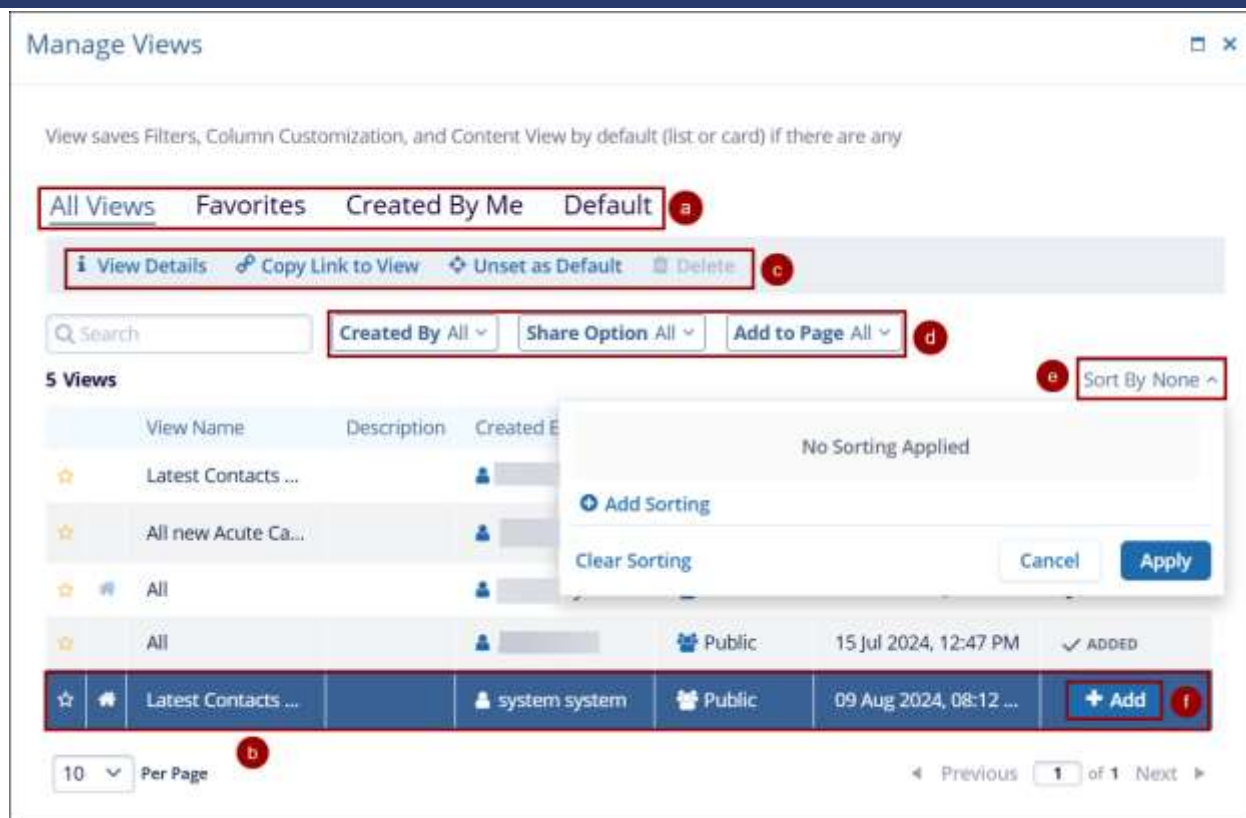 Manage Views
View saves Filters, Column Customization, and Content View by default (list or card) if there are any
All Views Favorites Created By Me Default a
View Details Copy Link to View Unset as Default Delete c
Search Created By All Share Option All Add to Page All d
5 Views e Sort By None
View Name Description Created
No Sorting Applied
Latest Contacts ...
Add Sorting
All new Acute Ca...
Clear Sorting Cancel Apply
All
All Public 15 Jul 2024, 12:47 PM ADDED
Latest Contacts ... system system Public 09 Aug 2024, 08:12 ... + Add f
b
10 Per Page Previous 1 of 1 Next